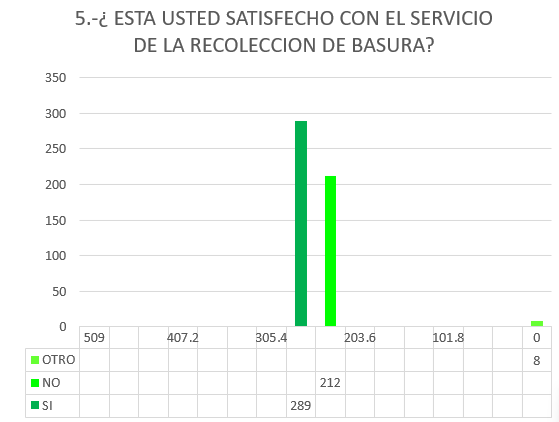 5.-¿ ESTA USTED SATISFECHO CON EL SERVICIO
DE LA RECOLECCION DE BASURA?
350
300
250
200
150
100
50
0
509 407.2 305.4 203.6 101.8 0
OTRO 8
NO 212
SI 289